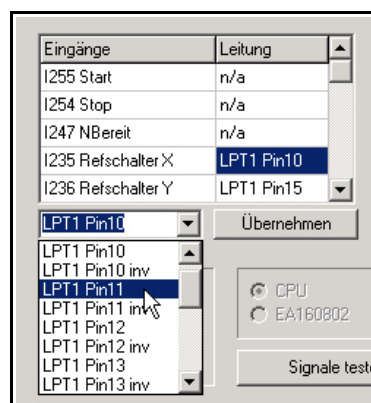 Eingänge Leitung
I255 Start n/a
I254 Stop n/a
I247 NBereit n/a
I235 Refschalter X LPT1 Pin10
I236 Refschalter Y LPT1 Pin15
LPT1 Pin10 Übernehmen
LPT1 Pin10
LPT1 Pin10 inv
LPT1 Pin11
LPT1 Pin11 inv
LPT1 Pin12
LPT1 Pin12 inv
LPT1 Pin13
LPT1 Pin13 inv
CPU
EA160802
Signale teste